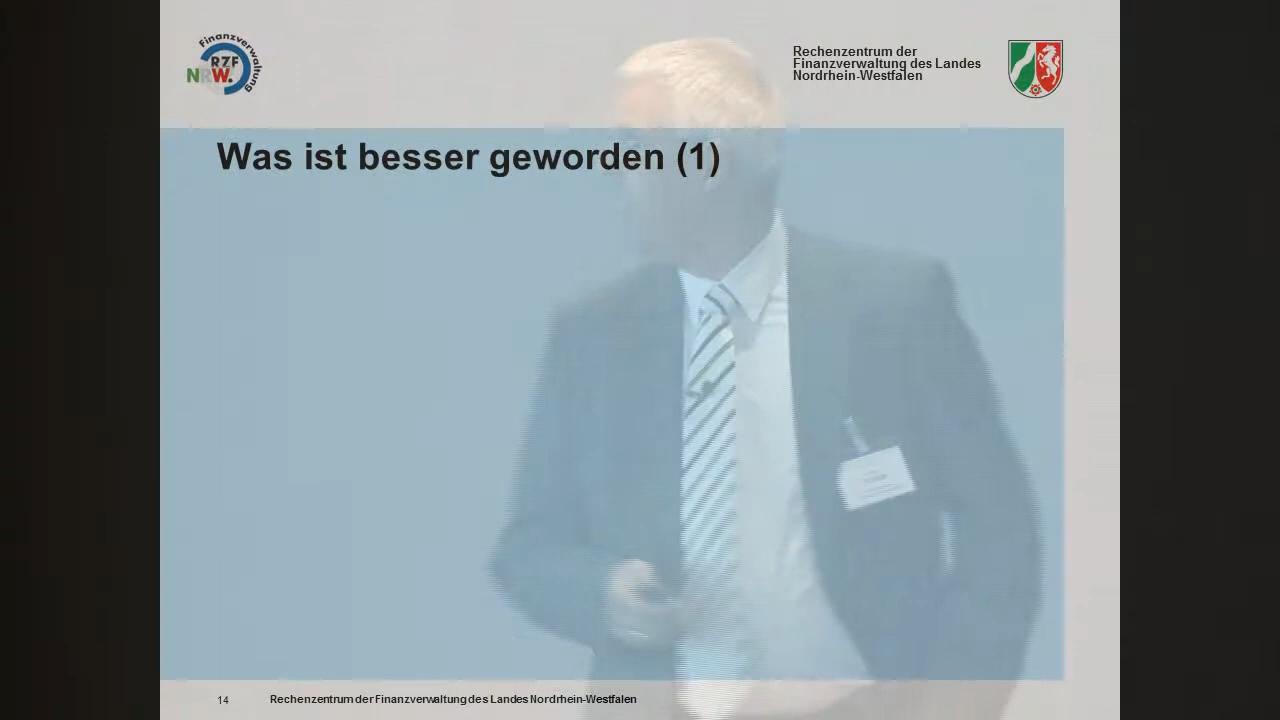 Finanzverwaltung
RZF
NRW.
Rechenzentrum der
Finanzverwaltung des Landes
Nordrhein-Westfalen
Was ist besser geworden (1)
14 Rechenzentrum der Finanzverwaltung des Landes Nordrhein-Westfalen